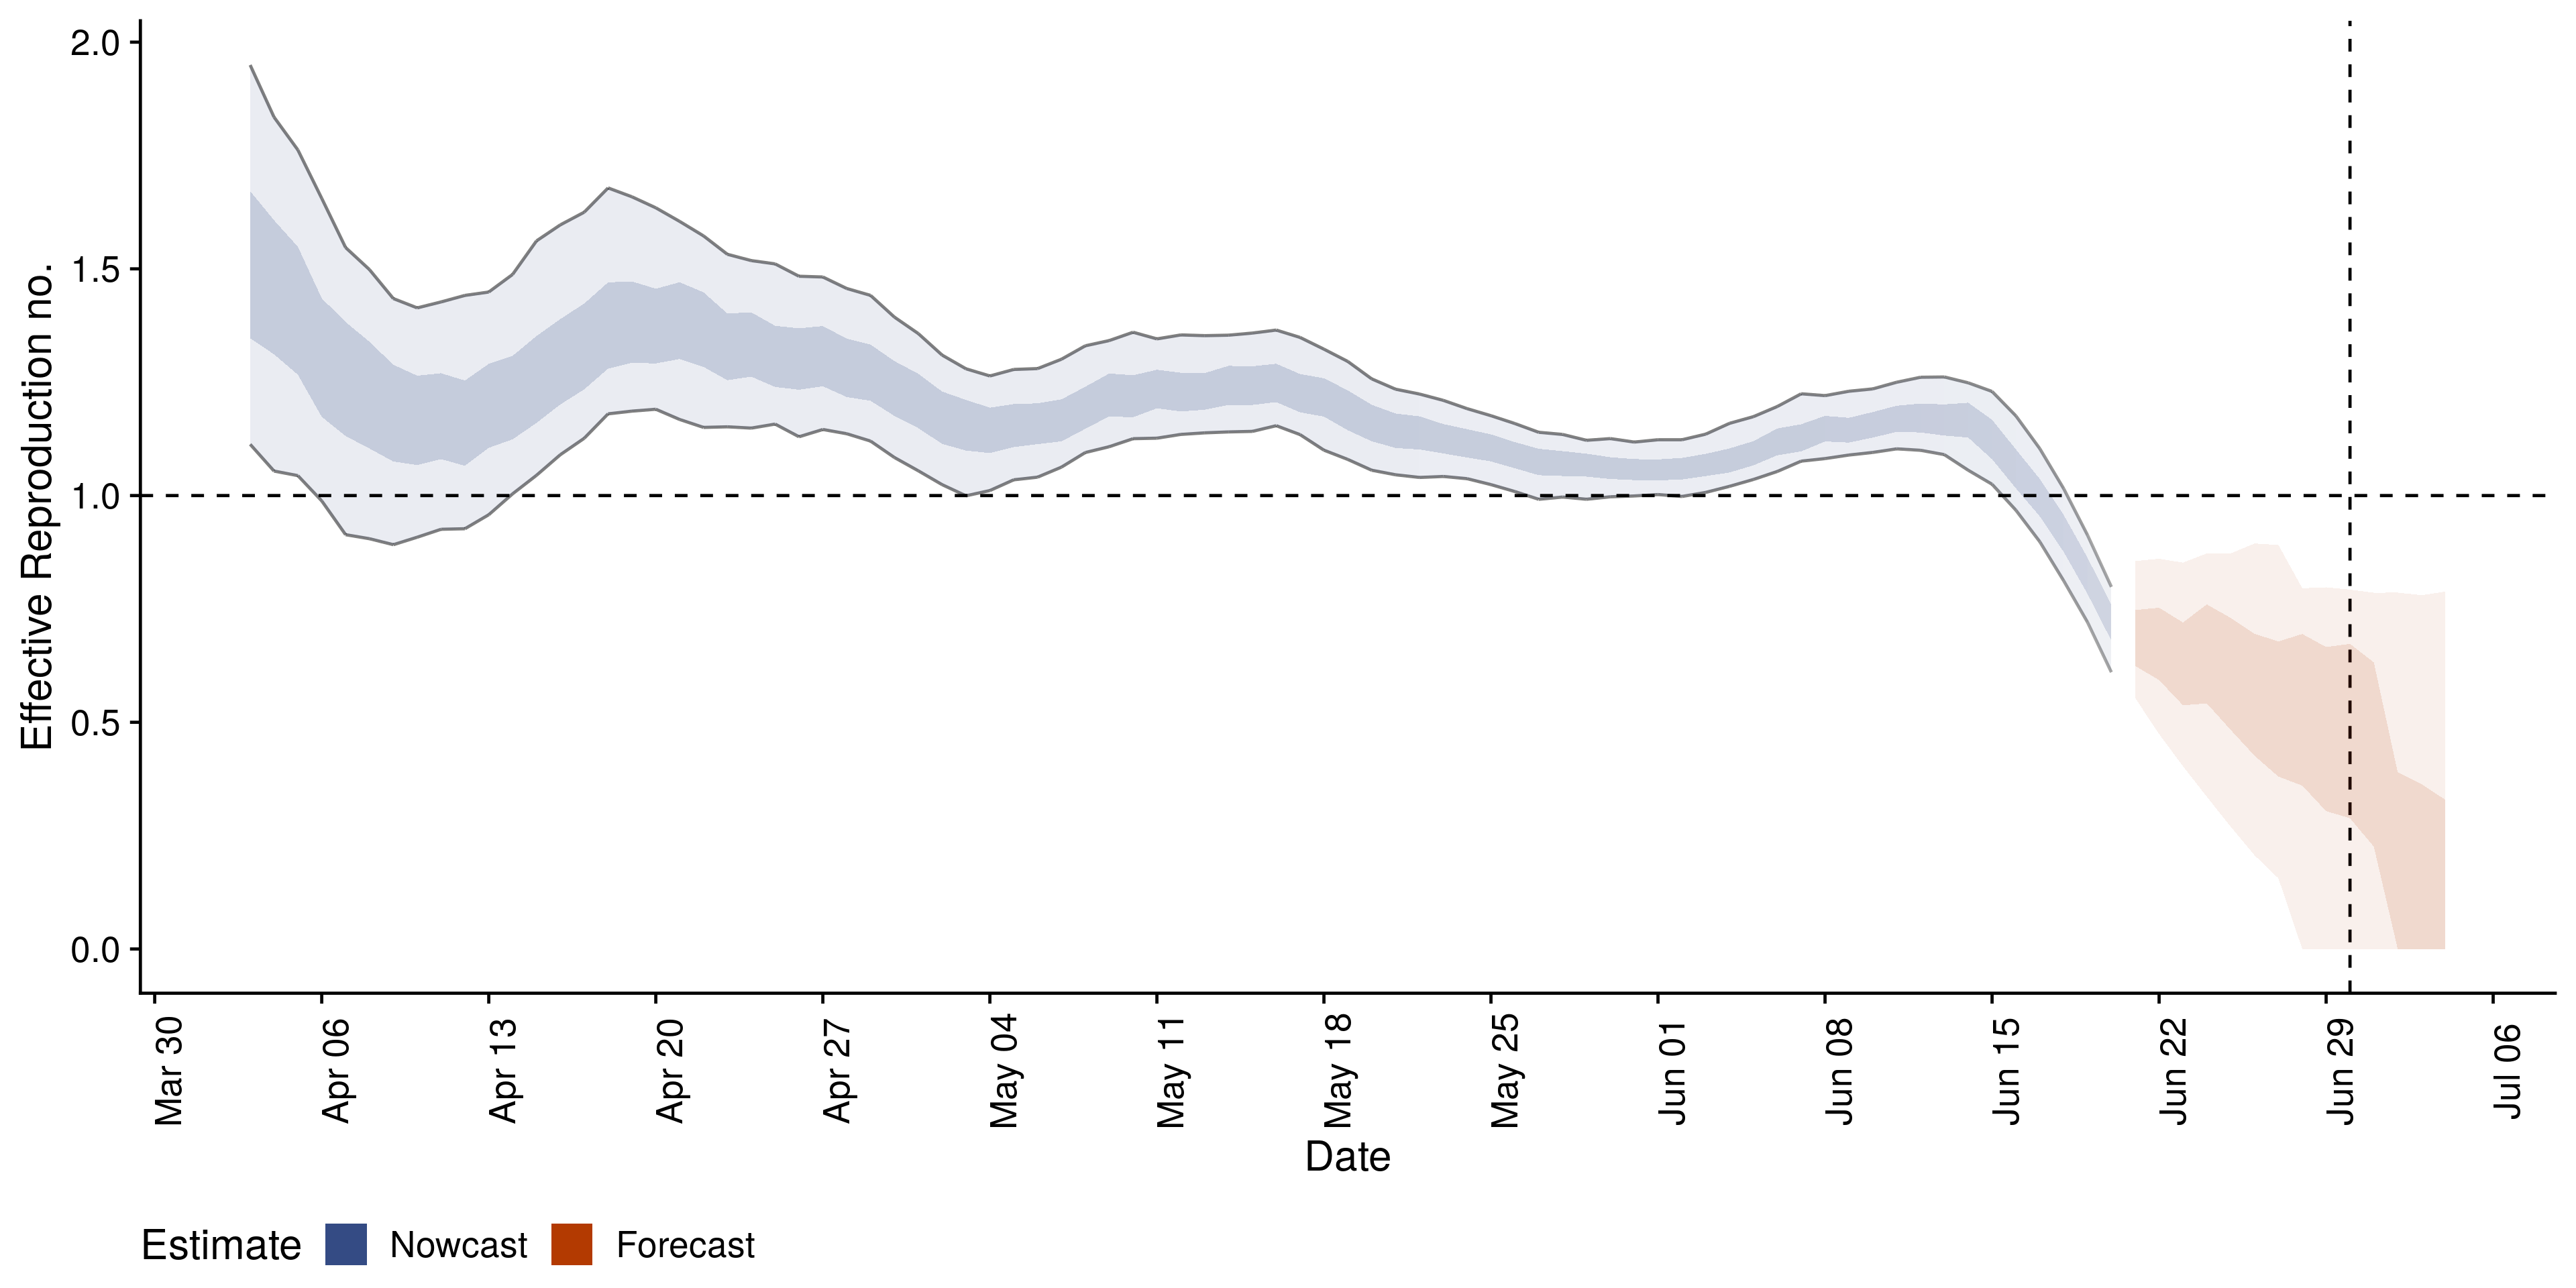 Effective Reproduction no.
2.0
1.5
1.0
0.5
0.0
Mar 30
Apr 06
Apr 13
Apr 20
Apr 27
May 04
May 11
May 18
May 25
Jun 01
Jun 08
Jun 15
Jun 22
Jun 29
Jul 06
Date
Estimate Nowcast Forecast